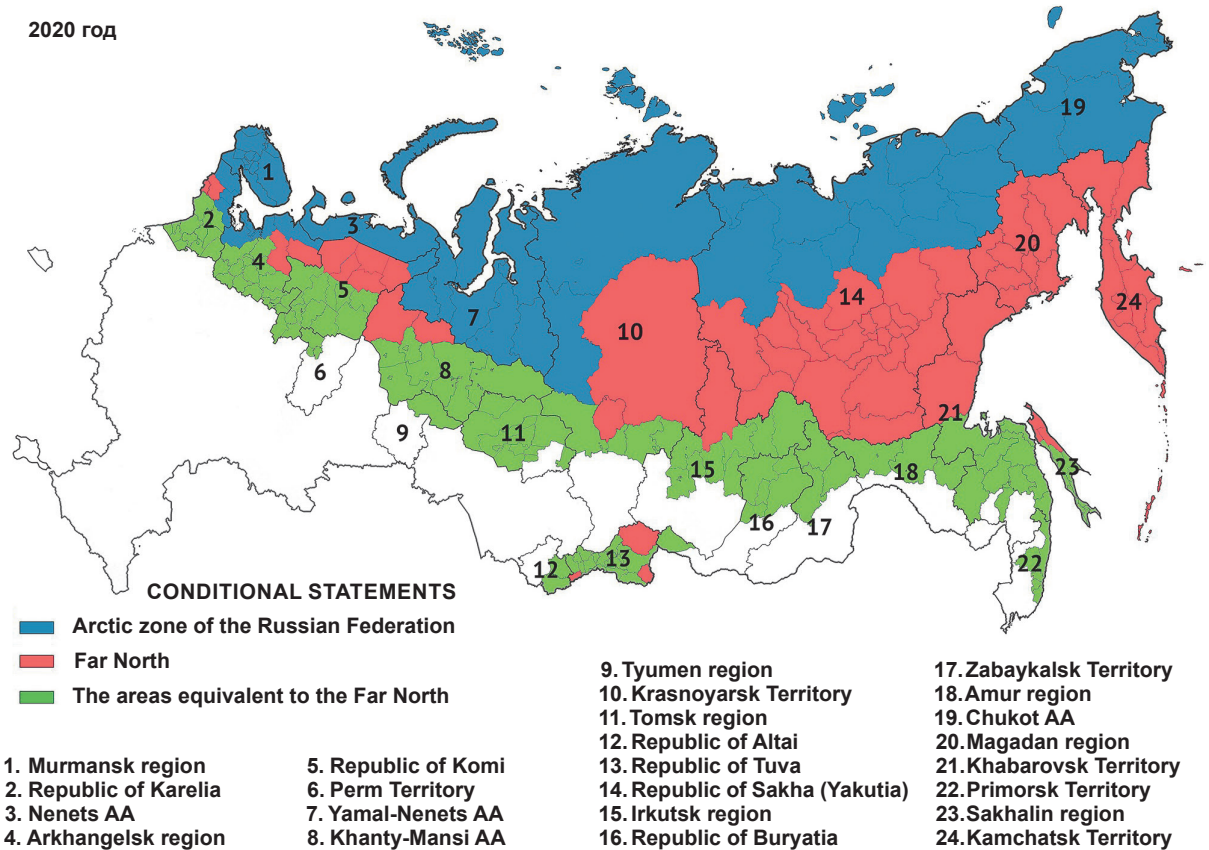 2020 год
19
1
2
3
4
20
5
14
24
7
10
6
8
21
9
11
15
18
23
16
17
13
12
22
CONDITIONAL STATEMENTS
Arctic zone of the Russian Federation
Far North
The areas equivalent to the Far North
1. Murmansk region
2. Republic of Karelia
3. Nenets AA
4. Arkhangelsk region
5. Republic of Komi
6. Perm Territory
7. Yamal-Nenets AA
8. Khanty-Mansi AA
9. Tyumen region
10. Krasnoyarsk Territory
11. Tomsk region
12. Republic of Altai
13. Republic of Tuva
14. Republic of Sakha (Yakutia)
15. Irkutsk region
16. Republic of Buryatia
17. Zabaykalsk Territory
18. Amur region
19. Chukot AA
20. Magadan region
21. Khabarovsk Territory
22. Primorsk Territory
23. Sakhalin region
24. Kamchatsk Territory